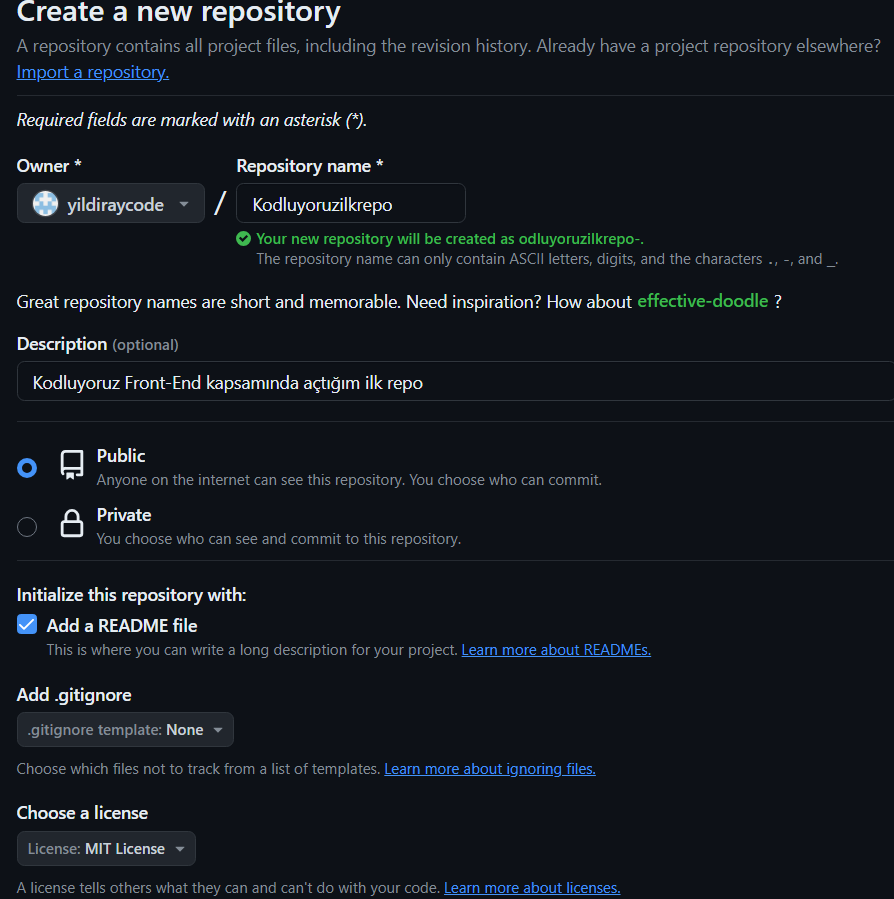 Create a new repository
A repository contains all project files, including the revision history. Already have a project repository elsewhere?
Import a repository.
Required fields are marked with an asterisk (*).
Owner * Repository name *
yildiraycode / Kodluyoruzilkrepo
Your new repository will be created as odluyoruzilkrepo-.
The repository name can only contain ASCII letters, digits, and the characters ., -, and _.
Great repository names are short and memorable. Need inspiration? How about effective-doodle ?
Description (optional)
Kodluyoruz Front-End kapsamında açtığım ilk repo
Public
Anyone on the internet can see this repository. You choose who can commit.
Private
You choose who can see and commit to this repository.
Initialize this repository with:
Add a README file
This is where you can write a long description for your project. Learn more about READMEs.
Add .gitignore
.gitignore template: None
Choose which files not to track from a list of templates. Learn more about ignoring files.
Choose a license
License: MIT License
A license tells others what they can and can't do with your code. Learn more about licenses.